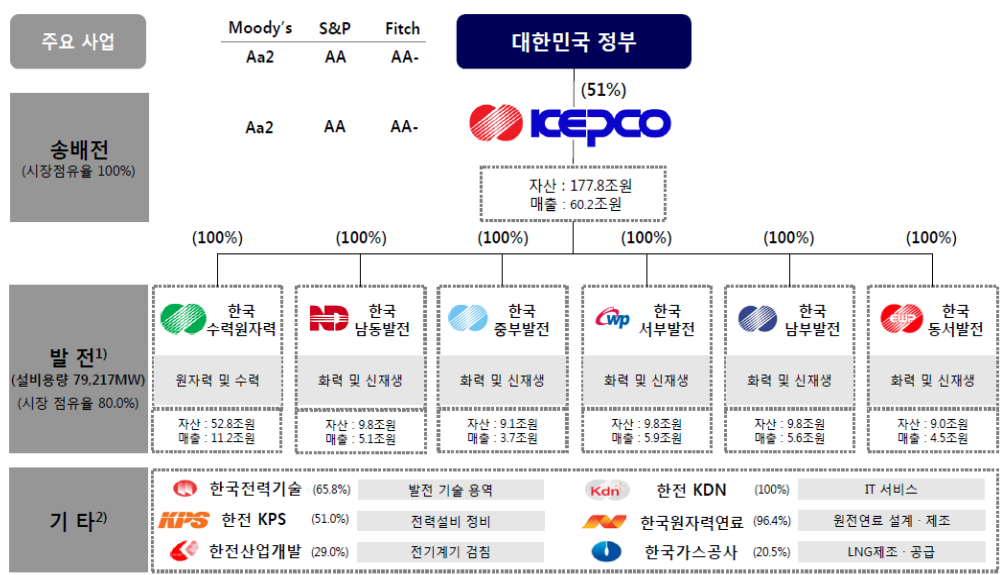 주요 사업
Moody's S&P Fitch
Aa2 AA AA-
대한민국 정부
(51%)
송배전
(시장점유율 100%)
Aa2 AA AA-
KEPCO
자산 : 177.8조원
매출 : 60.2조원
(100%) (100%) (100%) (100%) (100%) (100%)
발 전1)
(설비용량 79.217MW)
(시장 점유율 80.0%)
한국
수력원자력
원자력 및 수력
자산 : 52.8조원
매출 : 11.2조원
ND
한국
남동발전
화력 및 신재생
자산 : 9.8조원
매출 : 5.1조원
한국
중부발전
화력 및 신재생
자산 : 9.1조원
매출 : 3.7조원
wp
한국
서부발전
화력 및 신재생
자산 : 9.8조원
매출 : 5.9조원
한국
남부발전
화력 및 신재생
자산 : 9.8조원
매출 : 5.6조원
EWP
한국
동서발전
화력 및 신재생
자산 : 9.0조원
매출 : 4.5조원
기 타2)
한국전력기술 (65.8%) 발전 기술 용역
Kdn 한전 KDN (100%) IT 서비스
KPS 한전 KPS (51.0%) 전력설비 정비
한국원자력연료 (96.4%) 원전연료 설계 · 제조
한전산업개발 (29.0%) 전기계기 검침
한국가스공사 (20.5%) LNG제조 · 공급